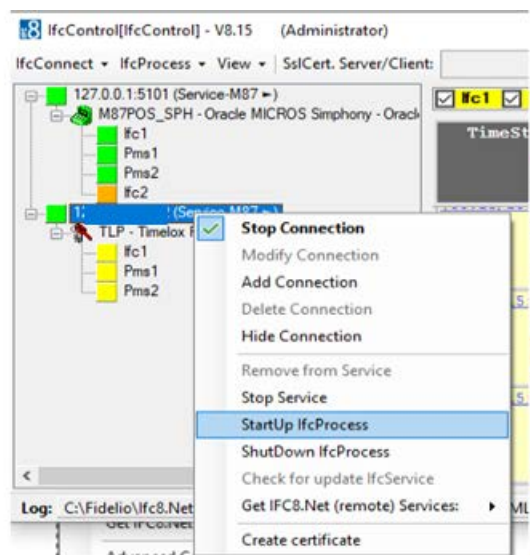 IfcControl[IfcControl] - V8.15 (Administrator)
IfcConnect IfcProcess View SslCert. Server/Client:
127.0.0.1:5101 (Service-M87 ►)
M87POS_SPH - Oracle MICROS Simphony - Oracl
Ifc1
Pms1
Pms2
Ifc2
(Service-M87 ►)
TLP - Timelox
Ifc1
Pms1
Pms2
Ifc1
TimeSt
Stop Connection
Modify Connection
Add Connection
Delete Connection
Hide Connection
Remove from Service
Stop Service
StartUp IfcProcess
ShutDown IfcProcess
Check for update IfcService
Get IFC8.Net (remote) Services:
Create certificate
Log: C:\Fidelio\Ifc8.Net